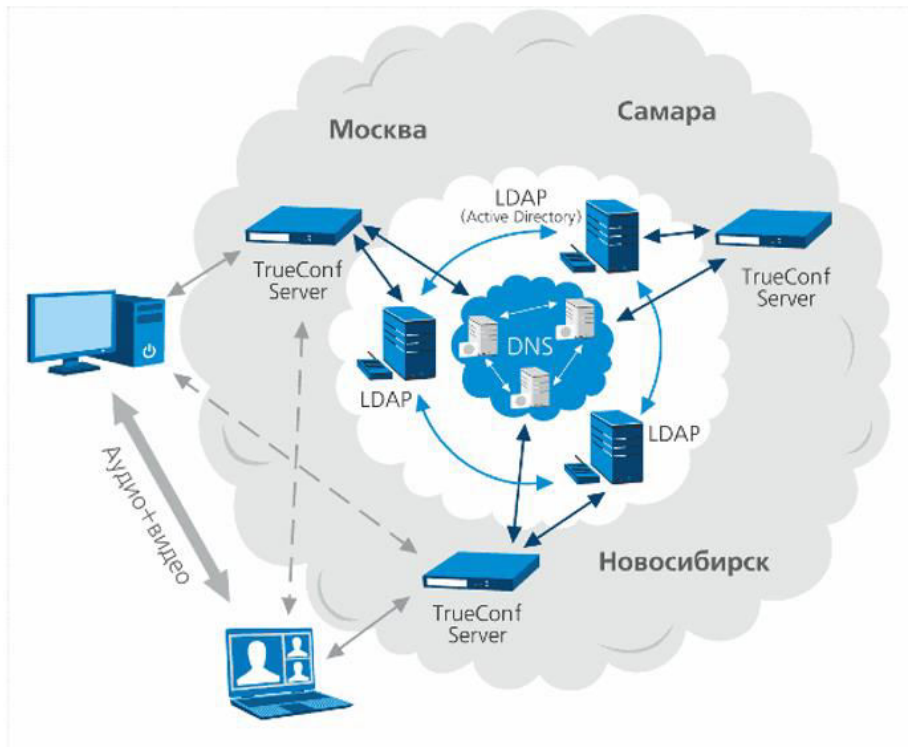 Москва
Самара
LDAP
(Active Directory)
TrueConf
Server
TrueConf
Server
DNS
LDAP
LDAP
Аудио+видео
Новосибирск
TrueConf
Server